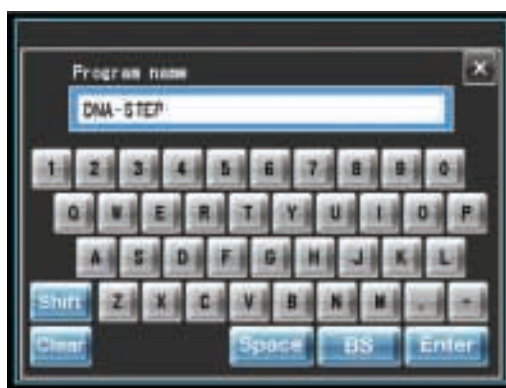 Program name
DNA-STEP
1 2 3 4 5 6 7 8 9 0
Q W E R T Y U I O P
A S D F G H J K L
Shift Z X C V B N M . -
Clear Space BS Enter